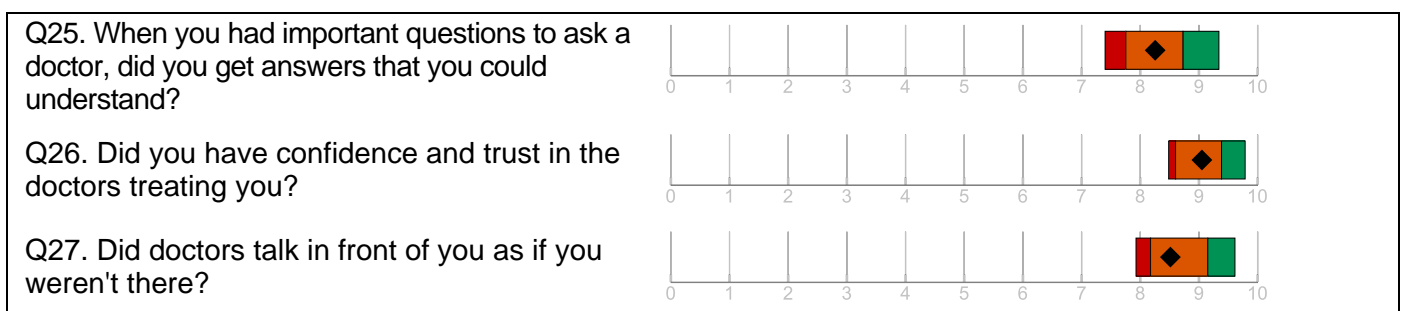 Q25. When you had important questions to ask a
doctor, did you get answers that you could
understand?
0 1 2 3 4 5 6 7 8 9 10
Q26. Did you have confidence and trust in the
doctors treating you?
0 1 2 3 4 5 6 7 8 9 10
Q27. Did doctors talk in front of you as if you
weren't there?
0 1 2 3 4 5 6 7 8 9 10